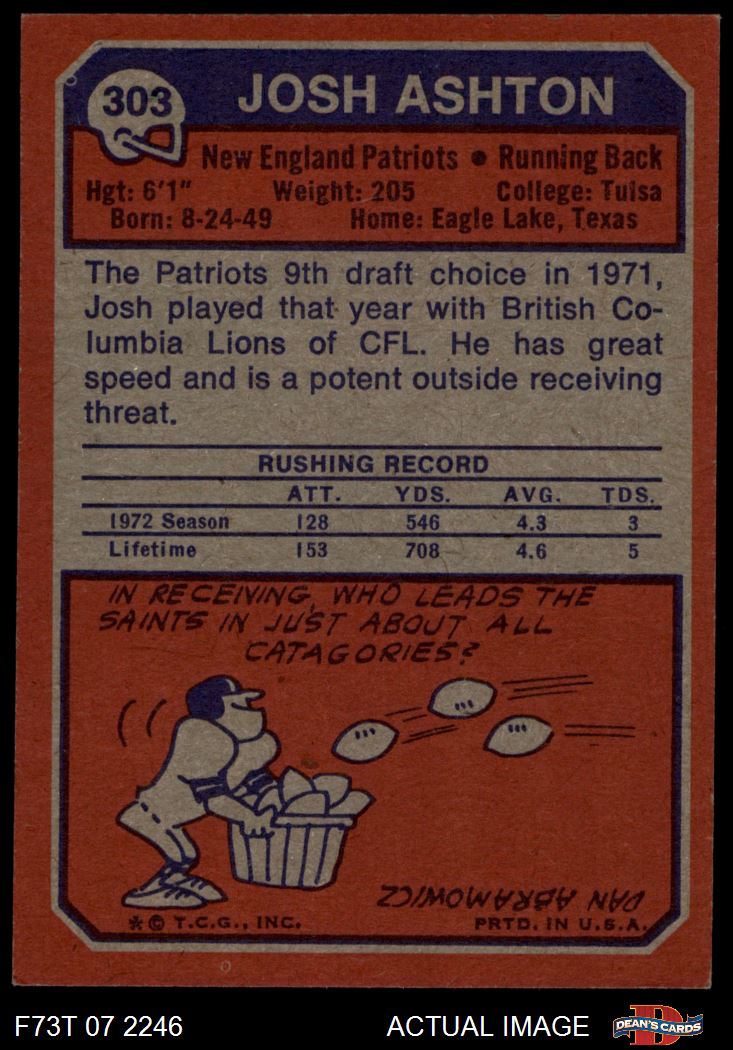 303
JOSH ASHTON
New England Patriots • Running Back
Hgt: 6'1" Weight: 205 College: Tulsa
Born: 8-24-49 Home: Eagle Lake, Texas
The Patriots 9th draft choice in 1971,
Josh played that year with British Co-
lumbia Lions of CFL. He has great
speed and is a potent outside receiving
threat.
RUSHING RECORD
ATT. YDS. AVG. TDS.
1972 Season 128 546 4.3 3
Lifetime 153 708 4.6 5
IN RECEIVING, WHO LEADS THE
SAINTS IN JUST ABOUT ALL
CATAGORIES?
DAN ABRAMOWICZ
* © T.C.G., INC. PRTD. IN U.S.A.
F73T 07 2246 ACTUAL IMAGE
D
DEAN'S CARDS